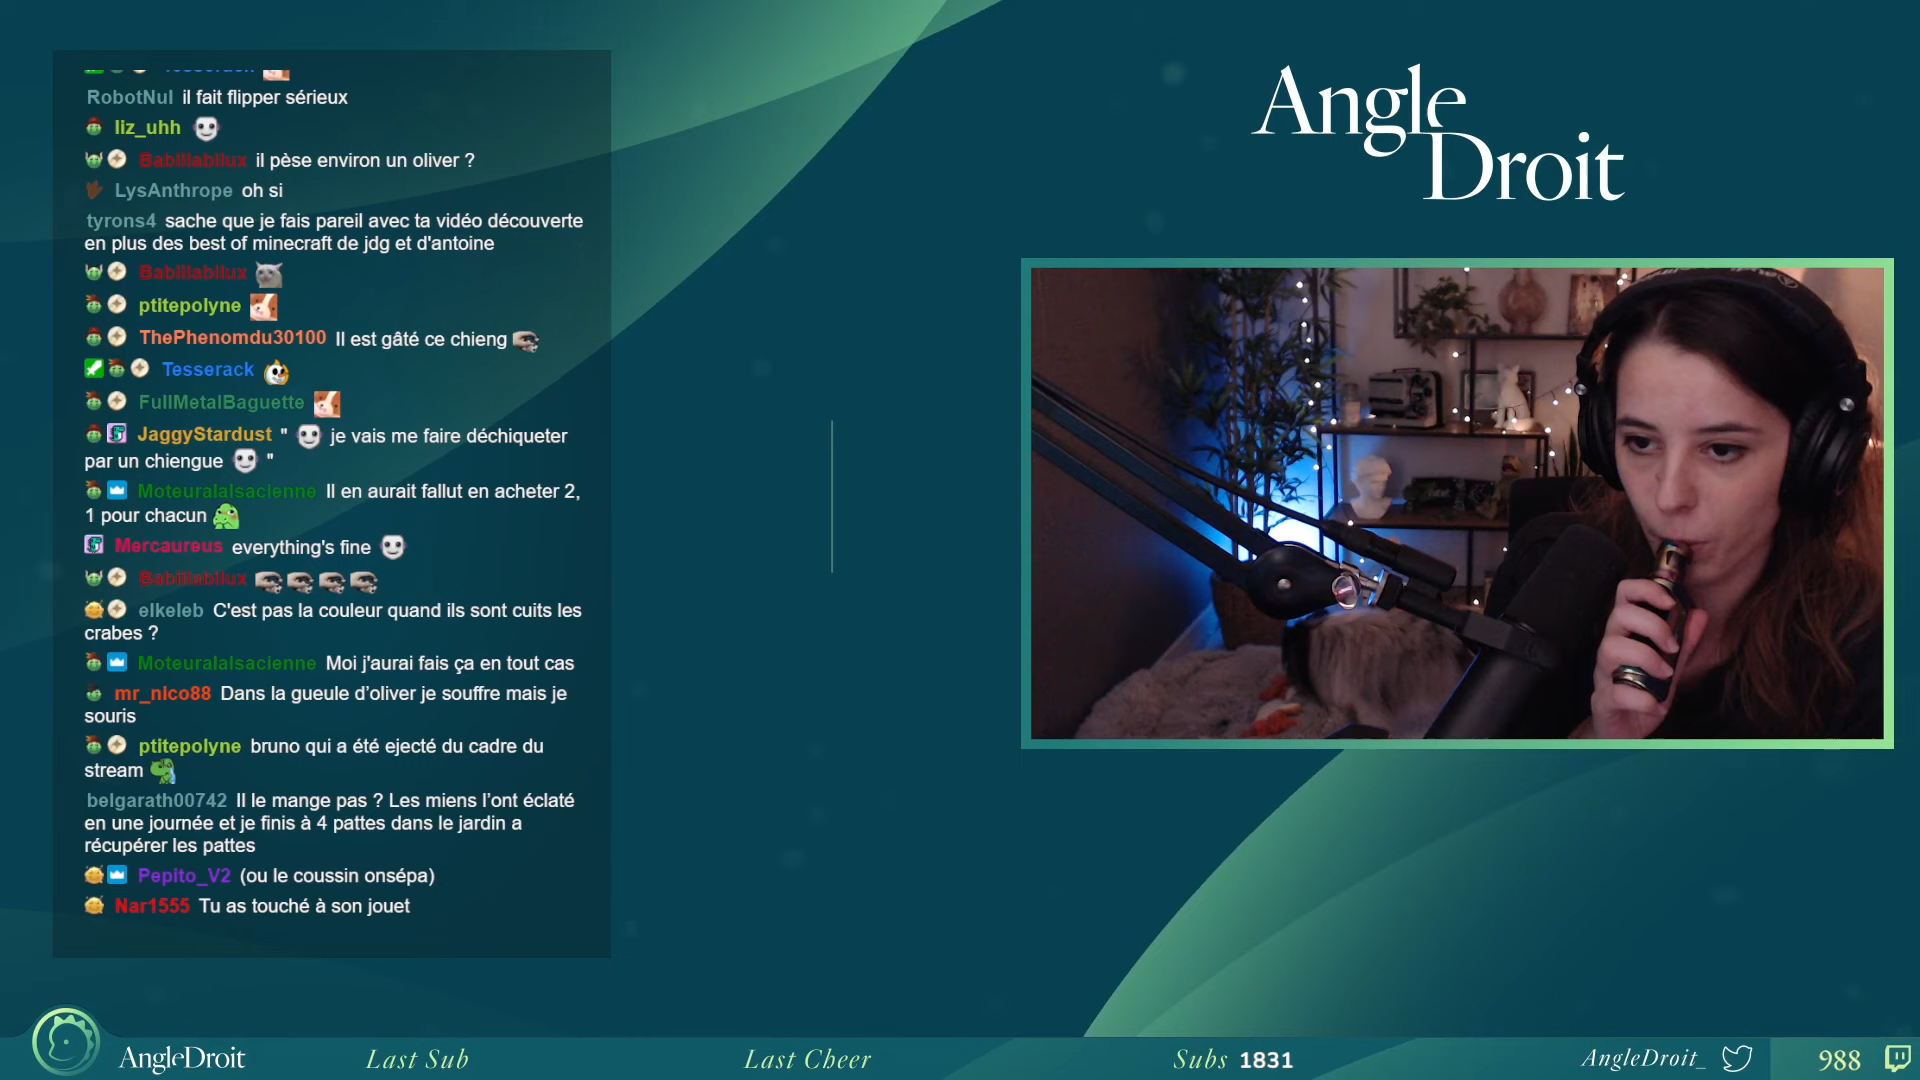 RobotNul il fait flipper sérieux
liz_uhh
Babillabilux il pèse environ un oliver ?
LysAnthrope oh si
tyrons4 sache que je fais pareil avec ta vidéo découverte
en plus des best of minecraft de jdg et d'antoine
Babillabilux
ptitepolyne
ThePhenomdu30100 Il est gâté ce chieng
Tesserack
FullMetalBaguette
JaggyStardust " je vais me faire déchiqueter
par un chiengue "
Moteuralalsacienne Il en aurait fallut en acheter 2,
1 pour chacun
Mercaureus everything's fine
Babillabilux
elkeleb C'est pas la couleur quand ils sont cuits les
crabes ?
Moteuralalsacienne Moi j'aurai fais ça en tout cas
mr_nico88 Dans la gueule d’oliver je souffre mais je
souris
ptitepolyne bruno qui a été ejecté du cadre du
stream
belgarath00742 Il le mange pas ? Les miens l’ont éclaté
en une journée et je finis à 4 pattes dans le jardin a
récupérer les pattes
Pepito_V2 (ou le coussin onsépa)
Nar1555 Tu as touché à son jouet
Angle
Droit
AngleDroit
Last Sub
Last Cheer
Subs 1831
AngleDroit_
988